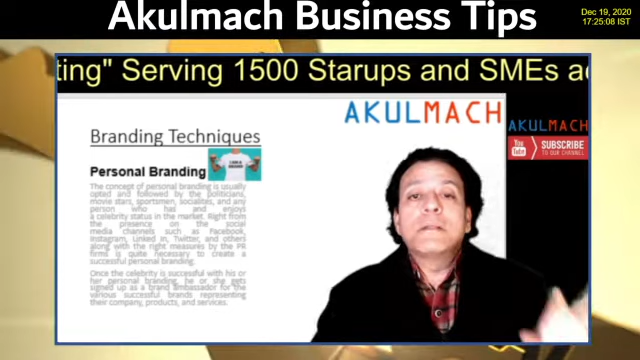 Akulmach Business Tips
Dec 19, 2020
17:25:08 IST
ting" Serving 1500 Starups and SMEs a
AKULMACH
AKULMACH
You
Tube
SUBSCRIBE
TO OUR CHANNEL
Branding Techniques
Personal Branding
The concept of personal branding is usually
opted and followed by the politicians,
movie stars, sportsmen, socialites, and any
person who has and enjoys
a celebrity status in the market. Right from
the presence on the social
media channels such as Facebook,
Instagram, Linked In, Twitter, and others
along with the right measures by the PR
firms is quite necessary to create a
successful personal branding.
Once the celebrity is successful with his or
her personal branding, he or she gets
signed up as a brand ambassador for the
various successful brands representing
their company, products, and services.